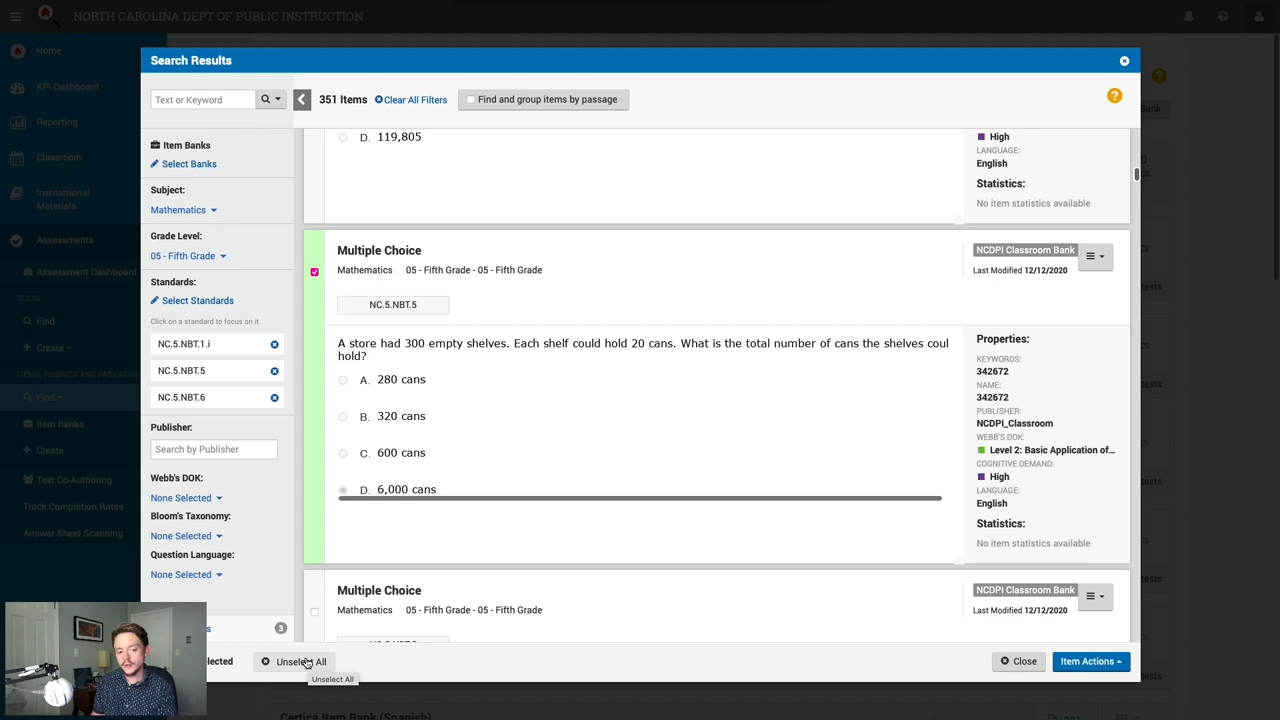 NORTH CAROLINA DEPT OF PUBLIC INSTRUCTION
Home
KPI Dashboard
Reporting
Classroom
Instructional
Materials
Assessments
Assessment Dashboard
TESTS
Find
Create
ITEMS, RUBRICS AND PASSAGES
Find
Item Banks
Create
Test Co-Authoring
Track Completion Rates
Answer Sheet Scanning
Search Results
Text or Keyword
351 Items
Clear All Filters
Find and group items by passage
Item Banks
Select Banks
Subject:
Mathematics
Grade Level:
05 - Fifth Grade
Standards:
Select Standards
Click on a standard to focus on it
NC.5.NBT.1.i
NC.5.NBT.5
NC.5.NBT.6
Publisher:
Search by Publisher
Webb's DOK:
None Selected
Bloom's Taxonomy:
None Selected
Question Language:
None Selected
3
D. 119,805
High
LANGUAGE:
English
Statistics:
No item statistics available
Multiple Choice
Mathematics 05 - Fifth Grade - 05 - Fifth Grade
NCDPI Classroom Bank
Last Modified 12/12/2020
NC.5.NBT.5
A store had 300 empty shelves. Each shelf could hold 20 cans. What is the total number of cans the shelves coul
hold?
A. 280 cans
B. 320 cans
C. 600 cans
D. 6,000 cans
Properties:
KEYWORDS:
342672
NAME:
342672
PUBLISHER:
NCDPI_Classroom
WEBB'S DOK:
Level 2: Basic Application of...
COGNITIVE DEMAND:
High
LANGUAGE:
English
Statistics:
No item statistics available
Multiple Choice
Mathematics 05 - Fifth Grade - 05 - Fifth Grade
NCDPI Classroom Bank
Last Modified 12/12/2020
Unselect All
Unselect All
Close
Item Actions
Certica Item Bank (Spanish)